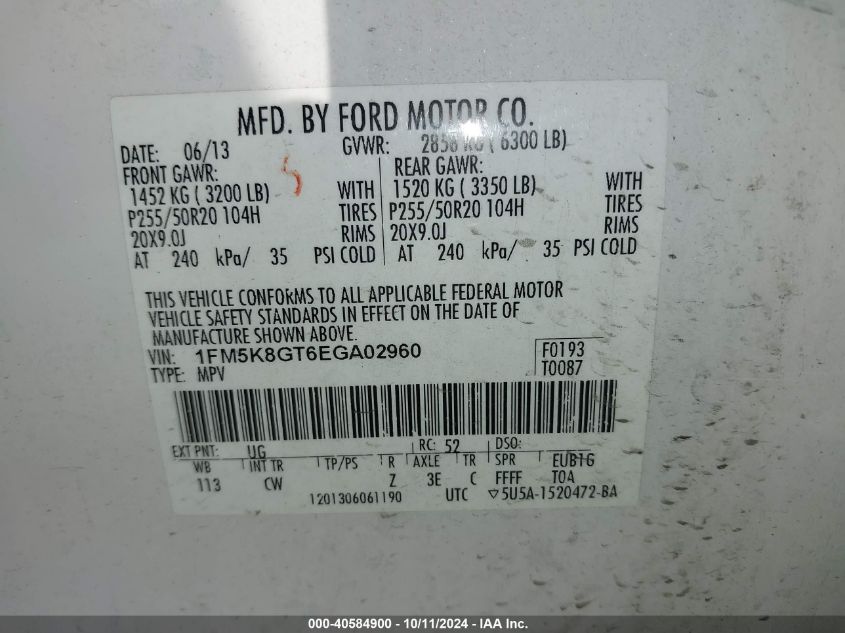 MFD. BY FORD MOTOR CO.
DATE: 06/13 GVWR: 2858 KG ( 6300 LB)
FRONT GAWR: REAR GAWR:
1452 KG ( 3200 LB) WITH 1520 KG ( 3350 LB) WITH
P255/50R20 104H TIRES P255/50R20 104H TIRES
20X9.0J RIMS 20X9.0J RIMS
AT 240 kPa/ 35 PSI COLD AT 240 kPa/ 35 PSI COLD
THIS VEHICLE CONFORMS TO ALL APPLICABLE FEDERAL MOTOR
VEHICLE SAFETY STANDARDS IN EFFECT ON THE DATE OF
MANUFACTURE SHOWN ABOVE.
VIN: 1FM5K8GT6EGA02960 F0193
TYPE: MPV T0087
EXT PNT: UG RC: 52 DSO:
WB INT TR TP/PS R AXLE TR SPR EUB1G
113 CW Z 3E C FFFF TOA
1201306061190 UTC ▽5U5A-1520472-BA
000-40584900 - 10/11/2024 - IAA Inc.